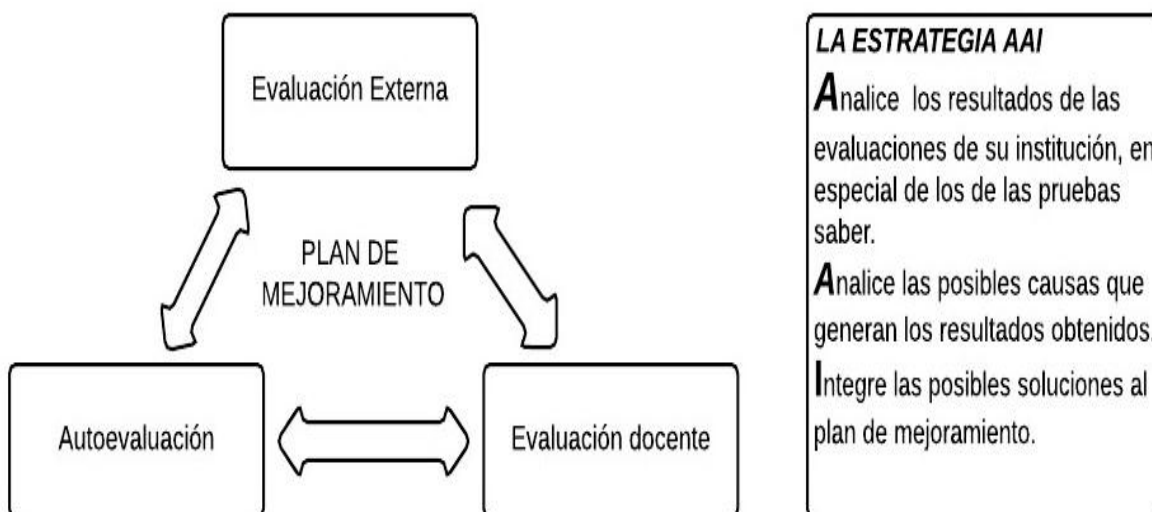 Evaluación Externa
PLAN DE
MEJORAMIENTO
Autoevaluación
Evaluación docente
LA ESTRATEGIA AAI
Analice los resultados de las
evaluaciones de su institución, en
especial de los de las pruebas
saber.
Analice las posibles causas que
generan los resultados obtenidos.
Integre las posibles soluciones al
plan de mejoramiento.